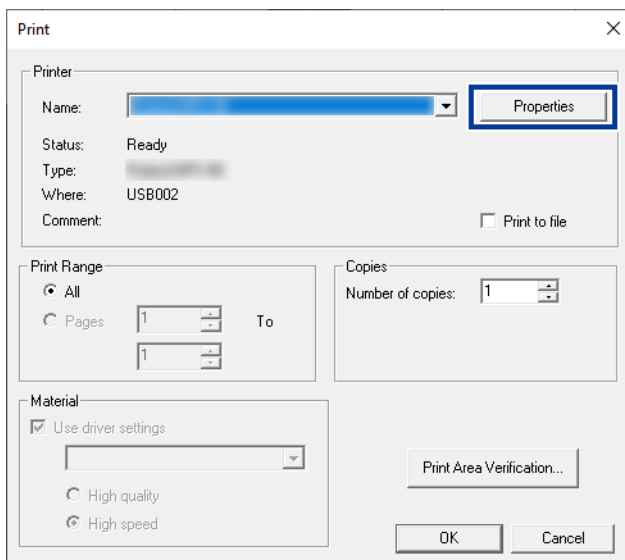 Print
Printer
Name:
Properties
Status: Ready
Type:
Where: USB002
Comment:
Print to file
Print Range
All
Pages 1 To
1
Copies
Number of copies: 1
Material
Use driver settings
High quality
High speed
Print Area Verification...
OK Cancel